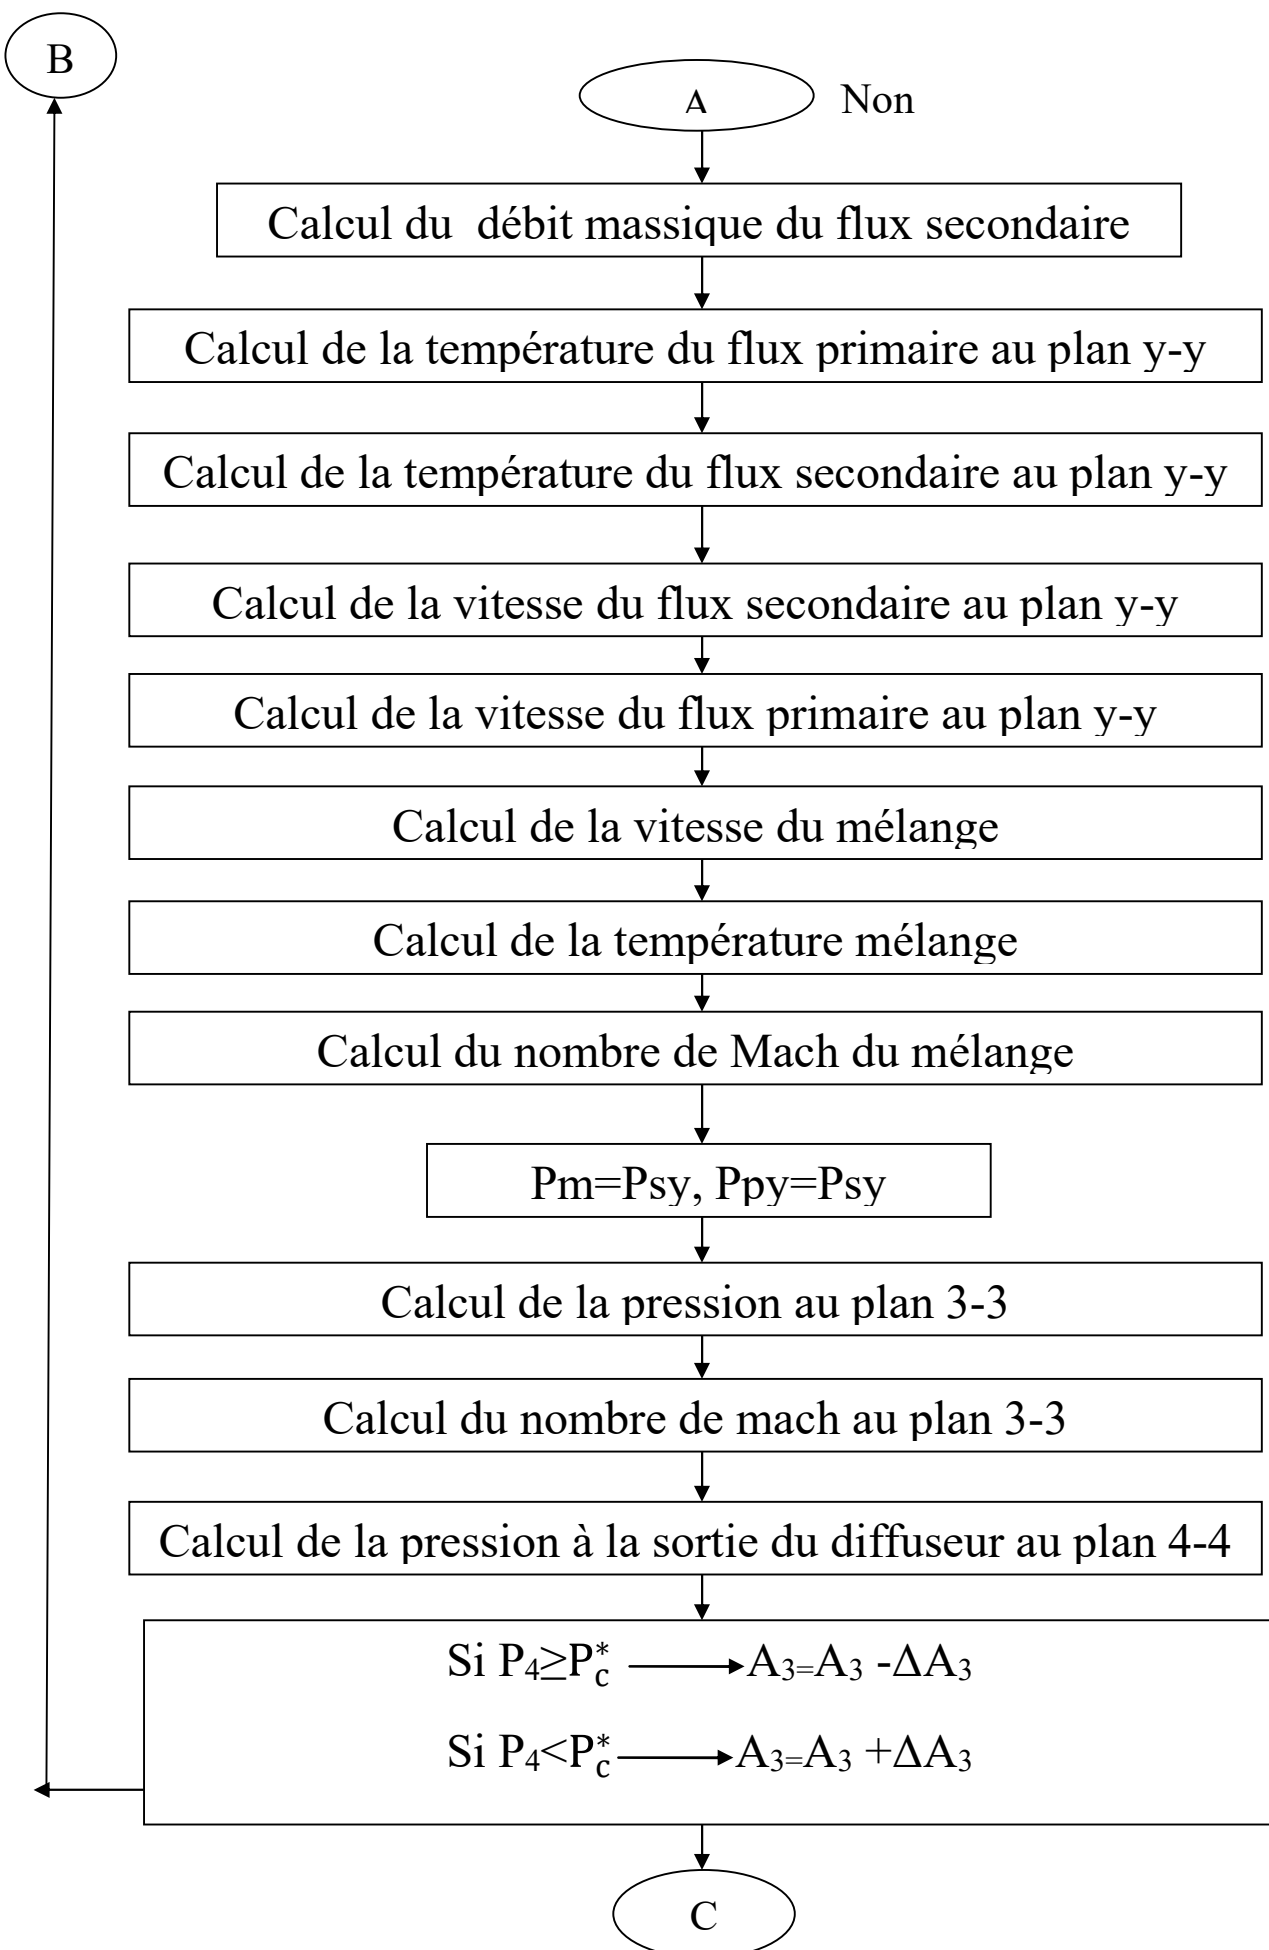 B
A Non
Calcul du débit massique du flux secondaire
Calcul de la température du flux primaire au plan y-y
Calcul de la température du flux secondaire au plan y-y
Calcul de la vitesse du flux secondaire au plan y-y
Calcul de la vitesse du flux primaire au plan y-y
Calcul de la vitesse du mélange
Calcul de la température mélange
Calcul du nombre de Mach du mélange
Pm=Psy, Ppy=Psy
Calcul de la pression au plan 3-3
Calcul du nombre de mach au plan 3-3
Calcul de la pression à la sortie du diffuseur au plan 4-4
Si P₄≥P_c^* → A₃₌A₃ -ΔA₃
Si P₄<P_c^* → A₃₌A₃ +ΔA₃
C